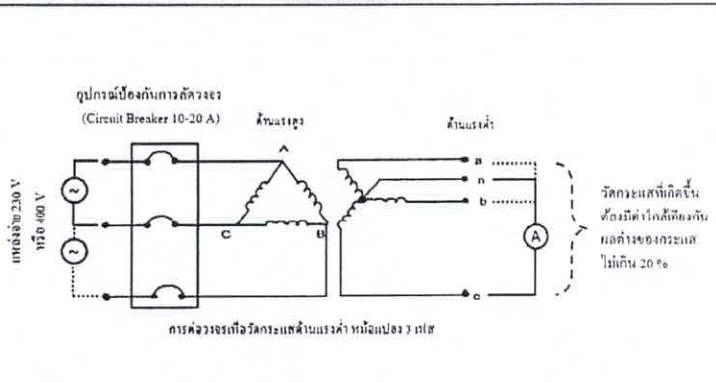 อุปกรณ์ป้องกันการลัดวงจร
(Circuit Breaker 10-20 A)
ด้านแรงสูง
ด้านแรงต่ำ
แหล่งจ่าย 230 V
หรือ 400 V
~
~
A
C
B
a
n
b
c
A
วัดกระแสที่เกิดขึ้น
ต้องมีค่าใกล้เคียงกัน
ผลต่างของกระแส
ไม่เกิน 20 %
การต่อวงจรเพื่อวัดกระแสด้านแรงต่ำ หม้อแปลง 3 เฟส